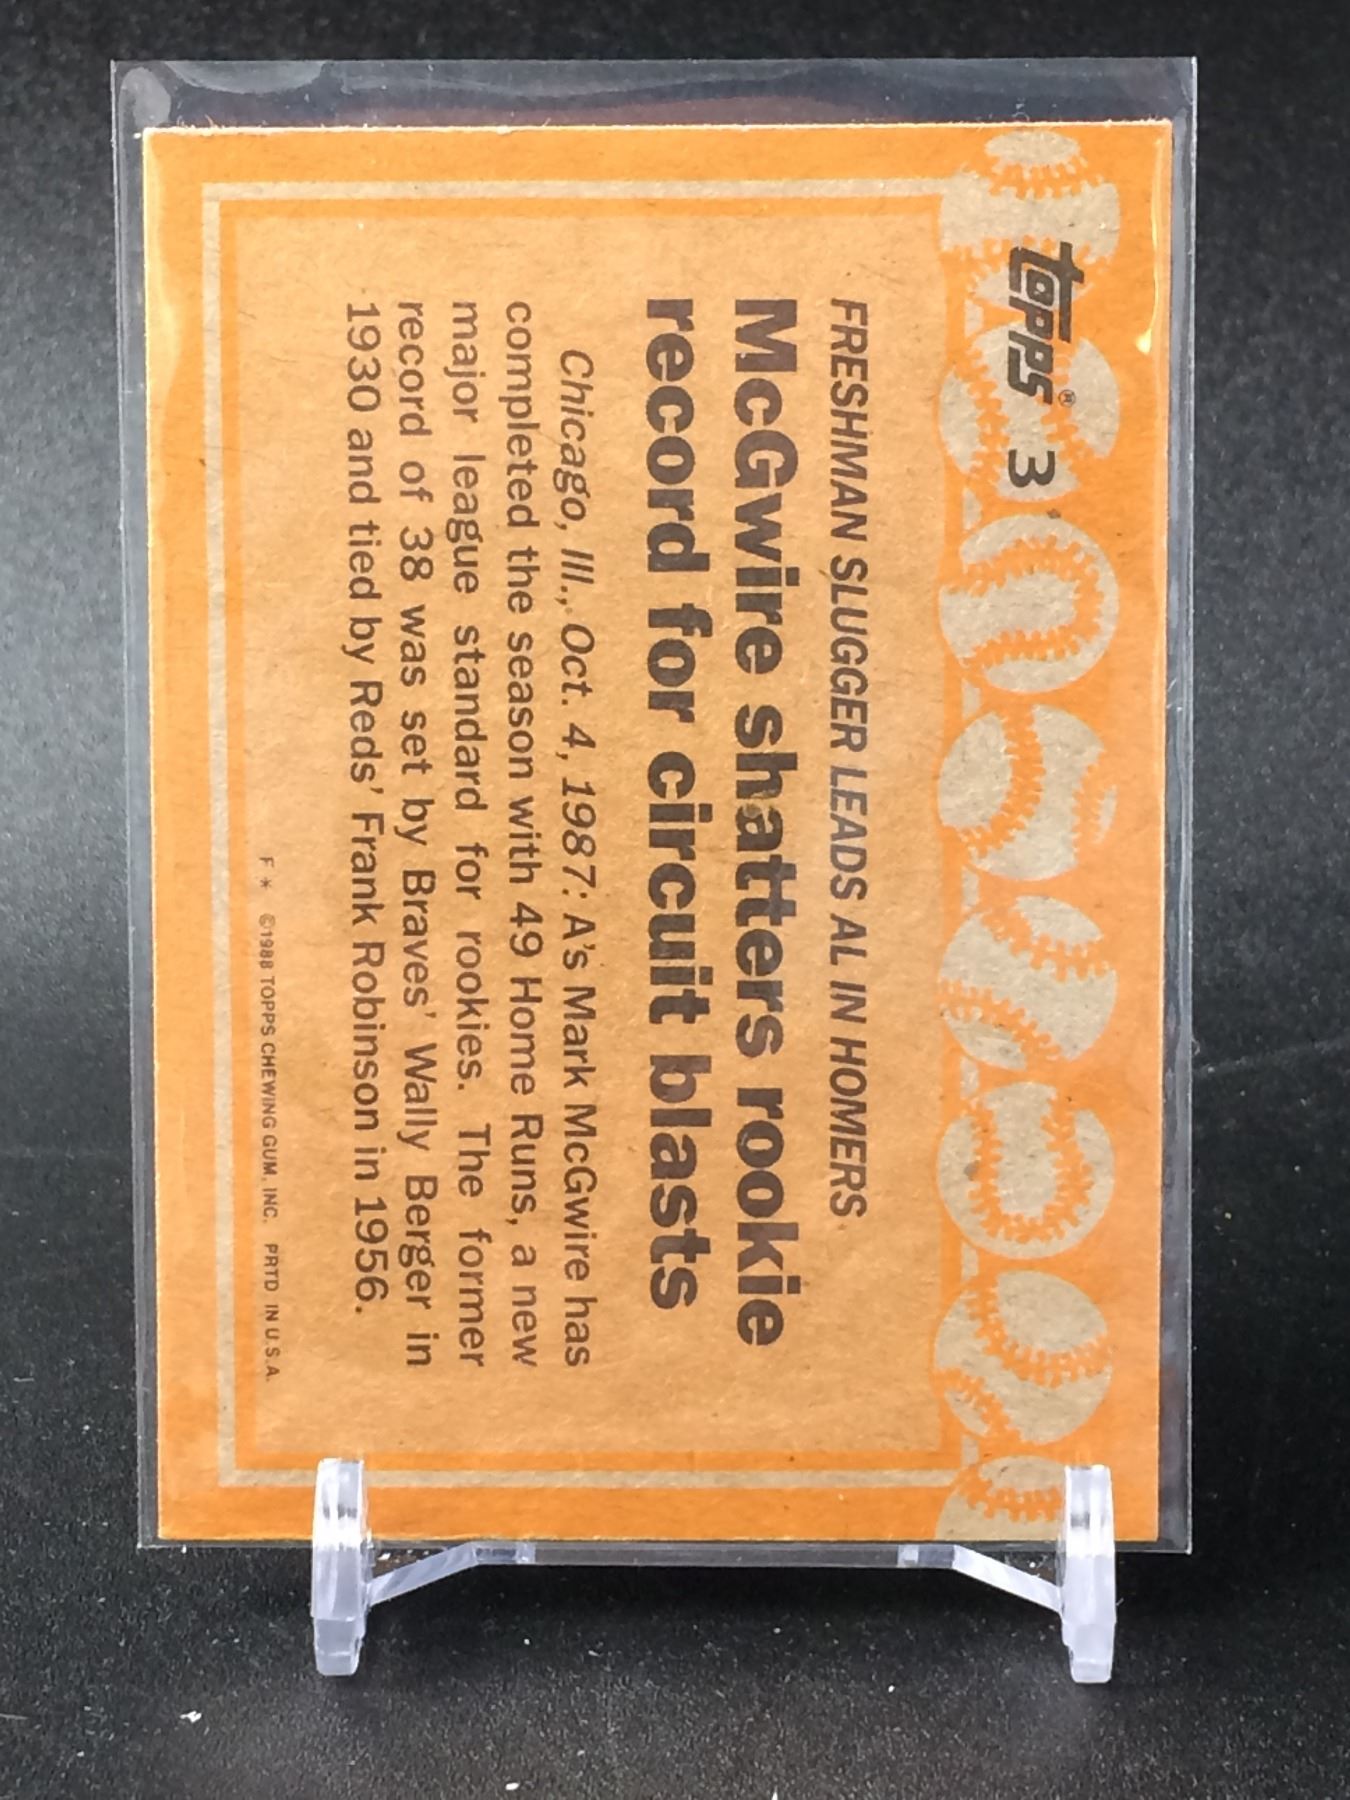 topps® 3
FRESHMAN SLUGGER LEADS AL IN HOMERS
McGwire shatters rookie
record for circuit blasts
Chicago, Ill., Oct. 4, 1987: A's Mark McGwire has
completed the season with 49 Home Runs, a new
major league standard for rookies. The former
record of 38 was set by Braves' Wally Berger in
1930 and tied by Reds' Frank Robinson in 1956.
F* ©1988 TOPPS CHEWING GUM, INC. PRTD IN U.S.A.